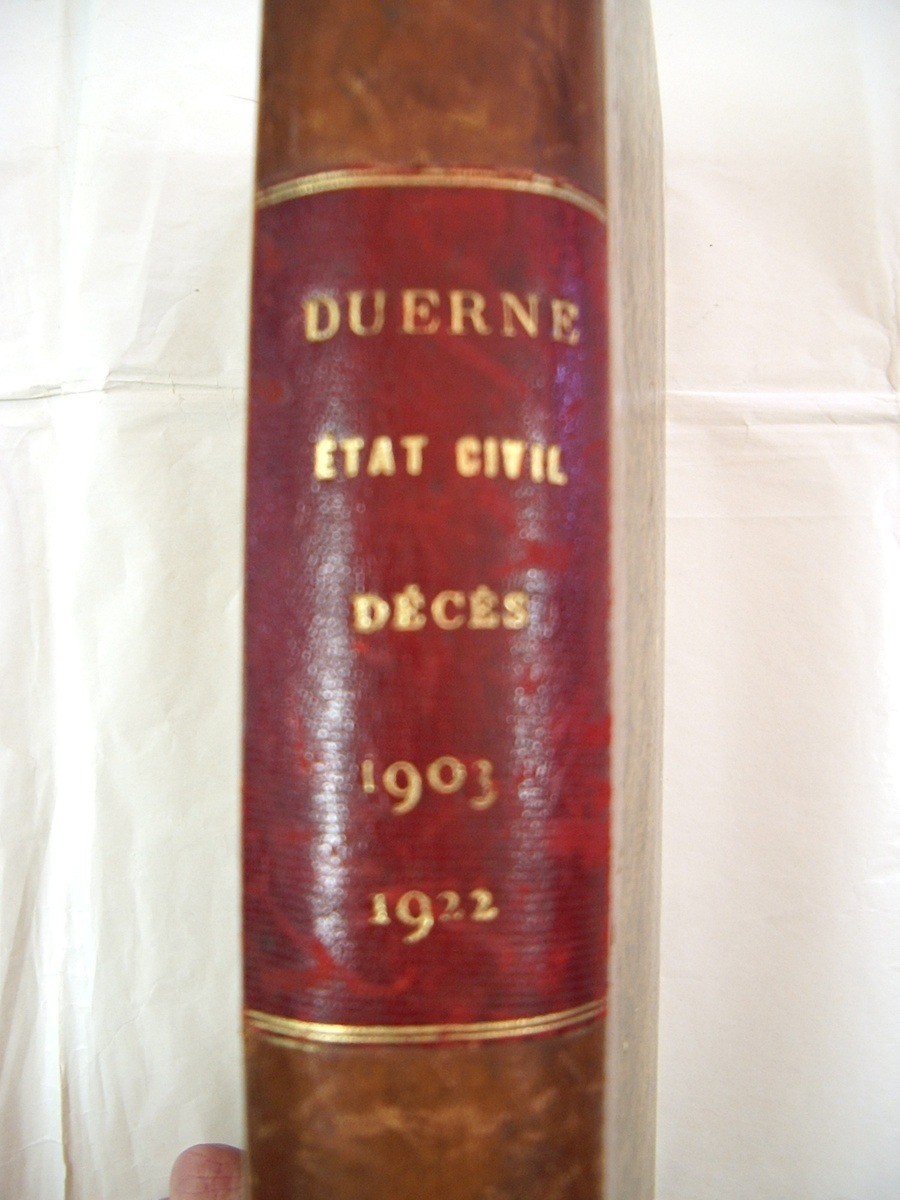 DUERNE
ÉTAT CIVIL
DÉCÈS
1903
1922